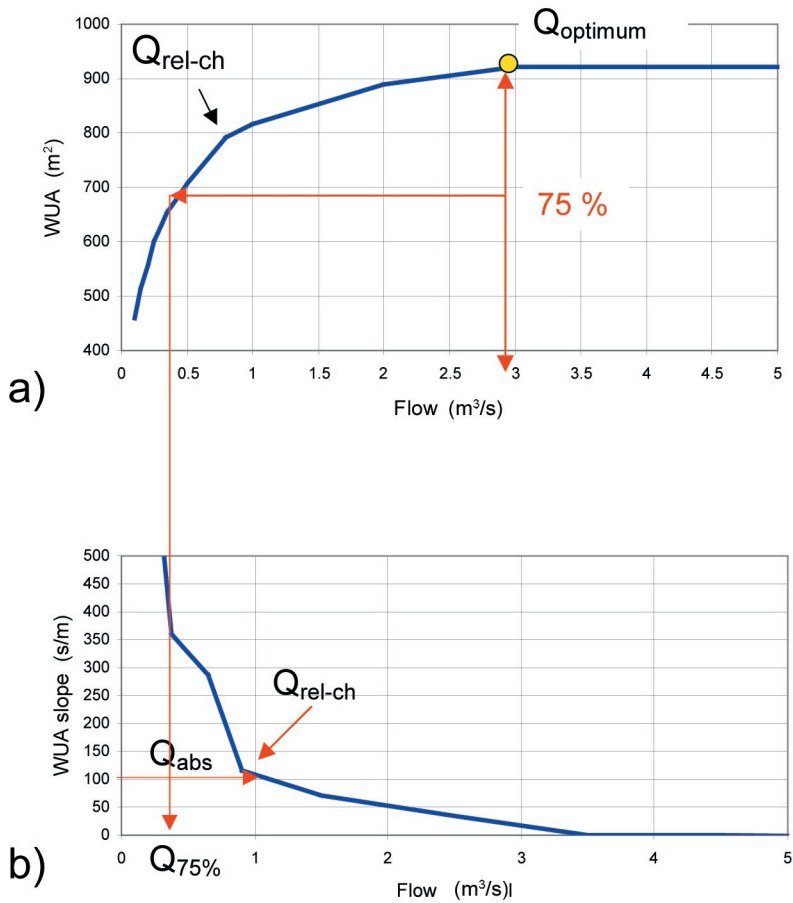 1000
Q_optimum
Q_rel-ch
900
800
WUA (m²)
700
75 %
600
500
400
0 0.5 1 1.5 2 2.5 3 3.5 4 4.5 5
a)
Flow (m³/s)
500
450
400
350
300
WUA slope (s/m)
250
Q_rel-ch
200
150
Q_abs
100
50
0
0 1 2 3 4 5
b)
Q_75%
Flow (m³/s)l